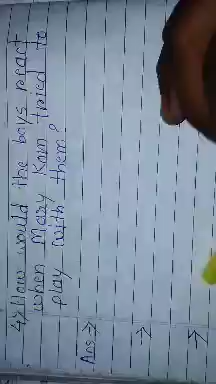 4) How would the boys react
when Mary Kom tried to
play with them?
Ans ⇒
⇒
⇒